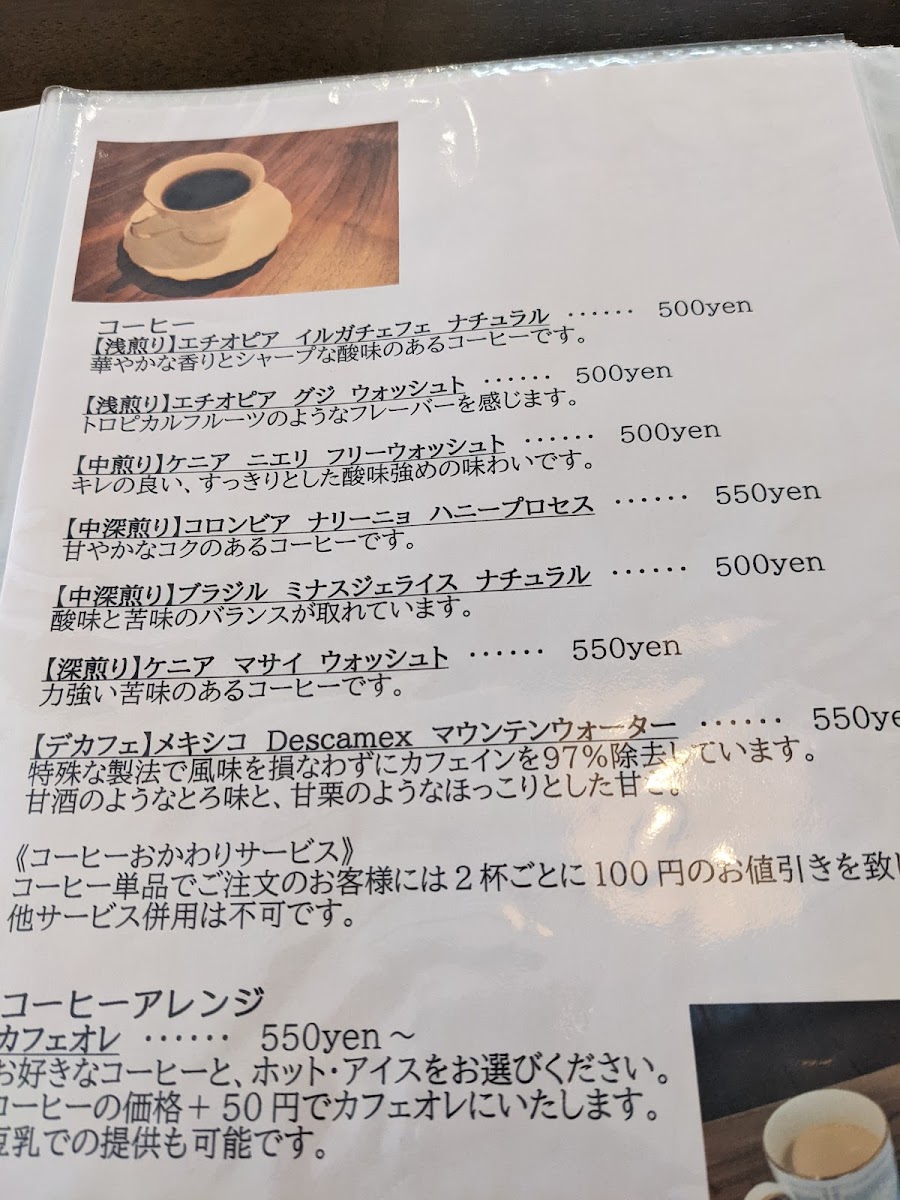 コーヒー
【浅煎り】エチオピア イルガチェフェ ナチュラル ・・・・・・ 500yen
華やかな香りとシャープな酸味のあるコーヒーです。
【浅煎り】エチオピア グジ ウォッシュト ・・・・・・ 500yen
トロピカルフルーツのようなフレーバーを感じます。
【中煎り】ケニア ニエリ フリーウォッシュト ・・・・・・ 500yen
キレの良い、すっきりとした酸味強めの味わいです。
【中深煎り】コロンビア ナリーニョ ハニープロセス ・・・・・・ 550yen
甘やかなコクのあるコーヒーです。
【中深煎り】ブラジル ミナスジェライス ナチュラル ・・・・・・ 500yen
酸味と苦味のバランスが取れています。
【深煎り】ケニア マサイ ウォッシュト ・・・・・・ 550yen
力強い苦味のあるコーヒーです。
【デカフェ】メキシコ Descamex マウンテンウォーター ・・・・・・ 550ye
特殊な製法で風味を損なわずにカフェインを97%除去しています。
甘酒のようなとろ味と、甘栗のようなほっこりとした甘さ。
《コーヒーおかわりサービス》
コーヒー単品でご注文のお客様には2杯ごとに100円のお値引きを致し
他サービス併用は不可です。
コーヒーアレンジ
カフェオレ ・・・・・・ 550yen～
お好きなコーヒーと、ホット・アイスをお選びください。
コーヒーの価格＋50円でカフェオレにいたします。
豆乳での提供も可能です。